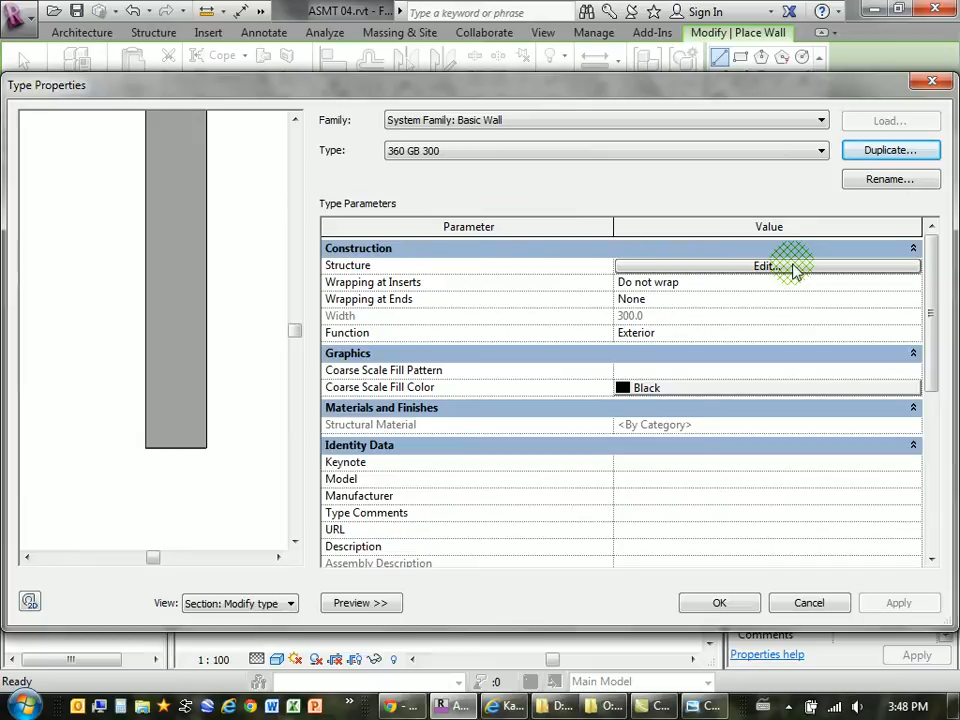 ASMT 04.rvt - F...
Type a keyword or phrase
Sign In
Architecture Structure Insert Annotate Analyze Massing & Site Collaborate View Manage Add-Ins Modify | Place Wall
Cope
Type Properties
Family: System Family: Basic Wall Load...
Type: 360 GB 300 Duplicate...
Rename...
Type Parameters
Parameter Value
Construction
Structure Edit...
Wrapping at Inserts Do not wrap
Wrapping at Ends None
Width 300.0
Function Exterior
Graphics
Coarse Scale Fill Pattern
Coarse Scale Fill Color Black
Materials and Finishes
Structural Material <By Category>
Identity Data
Keynote
Model
Manufacturer
Type Comments
URL
Description
Assembly Description
View: Section: Modify type Preview >> OK Cancel Apply
Comments
1 : 100 Properties help Apply
Ready :0 Main Model
... A... Ka... D:... O:... C... C... 3:48 PM